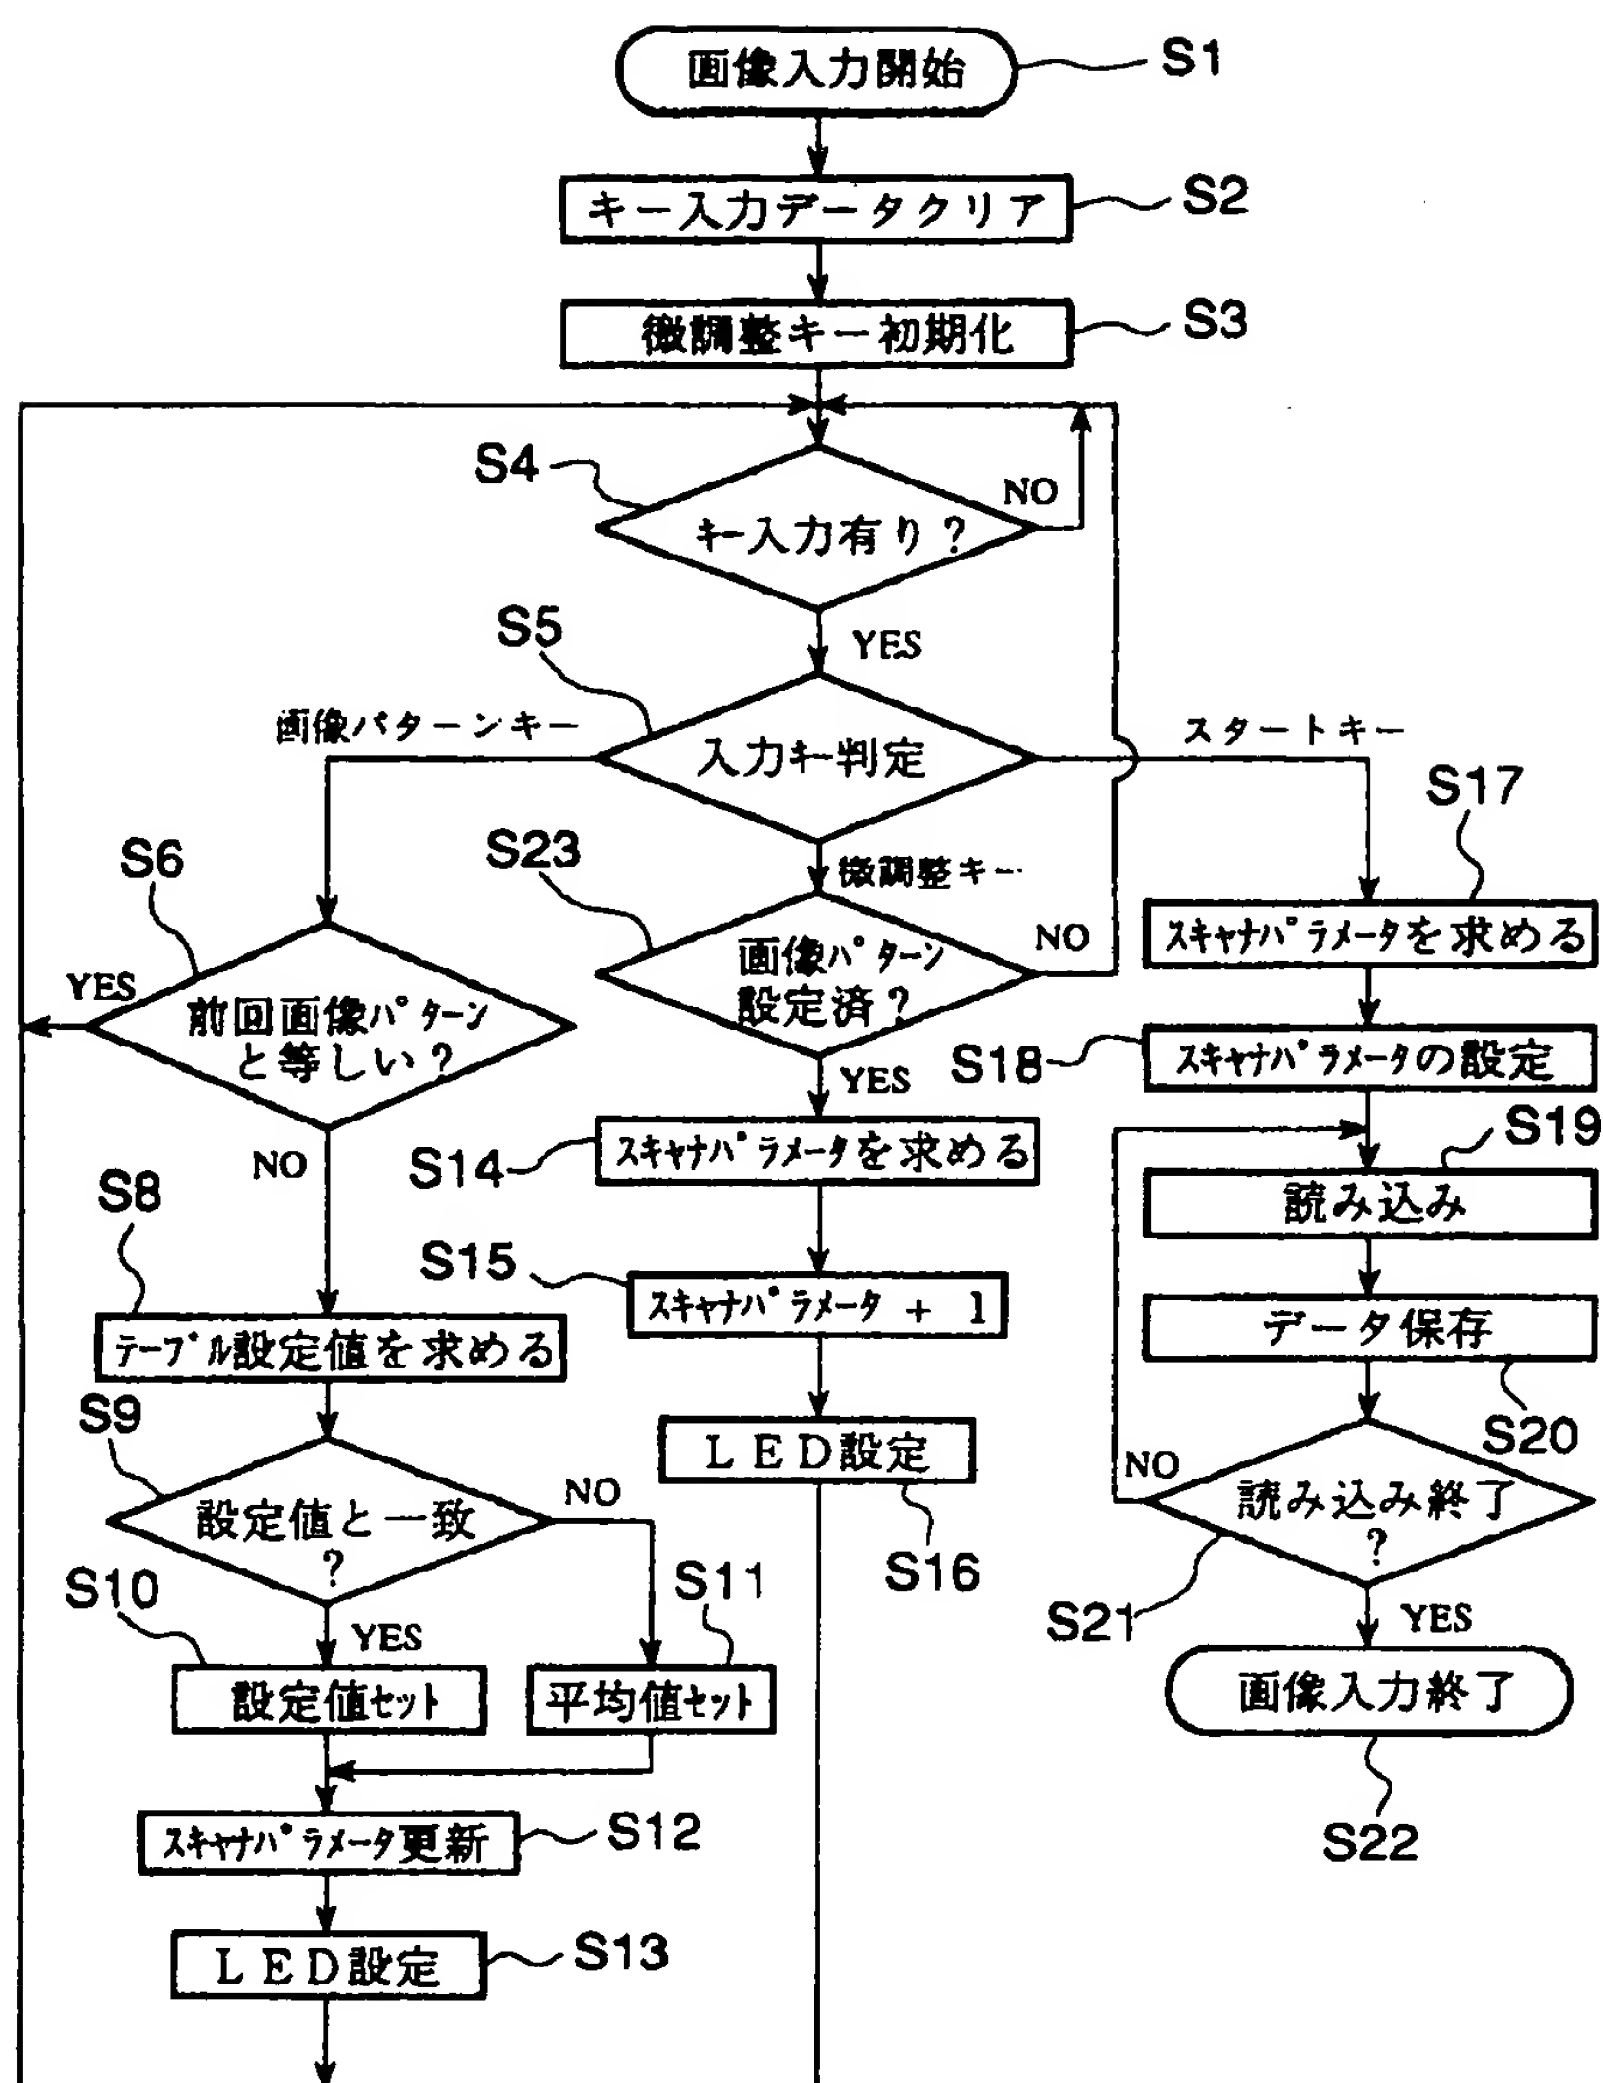 画像入力開始
S1
キー入力データクリア
S2
微調整キー初期化
S3
S4
NO
キー入力有り？
S5
YES
画像パターンキー
入力キー判定
スタートキー
S17
S6
S23
微調整キー
スキャナパラメータを求める
YES
前回画像パターン
と等しい？
画像パターン
設定済？
NO
S18
スキャナパラメータの設定
NO
YES
S14
スキャナパラメータを求める
S19
読み込み
S8
テーブル設定値を求める
S15
スキャナパラメータ + 1
データ保存
S20
S9
設定値と一致
？
NO
LED設定
S16
NO
読み込み終了
？
S21
YES
S10
YES
設定値セット
S11
平均値セット
画像入力終了
S22
スキャナパラメータ更新
S12
LED設定
S13